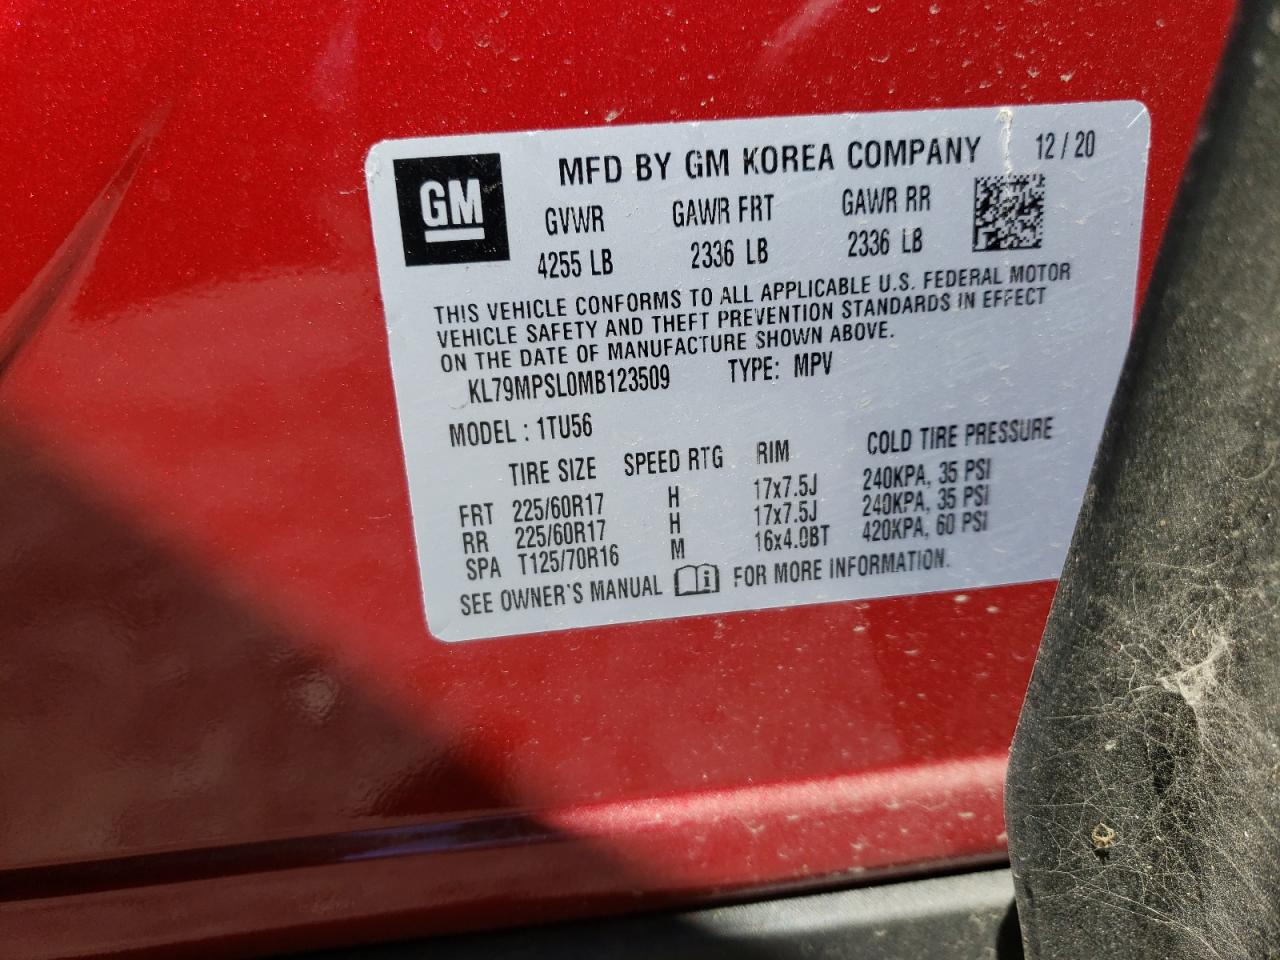 GM
MFD BY GM KOREA COMPANY 12/20
GVWR GAWR FRT GAWR RR
4255 LB 2336 LB 2336 LB
THIS VEHICLE CONFORMS TO ALL APPLICABLE U.S. FEDERAL MOTOR
VEHICLE SAFETY AND THEFT PREVENTION STANDARDS IN EFFECT
ON THE DATE OF MANUFACTURE SHOWN ABOVE.
KL79MPSL0MB123509 TYPE: MPV
MODEL : 1TU56
TIRE SIZE SPEED RTG RIM COLD TIRE PRESSURE
FRT 225/60R17 H 17x7.5J 240KPA, 35 PSI
RR 225/60R17 H 17x7.5J 240KPA, 35 PSI
SPA T125/70R16 M 16x4.0BT 420KPA, 60 PSI
SEE OWNER'S MANUAL i FOR MORE INFORMATION.